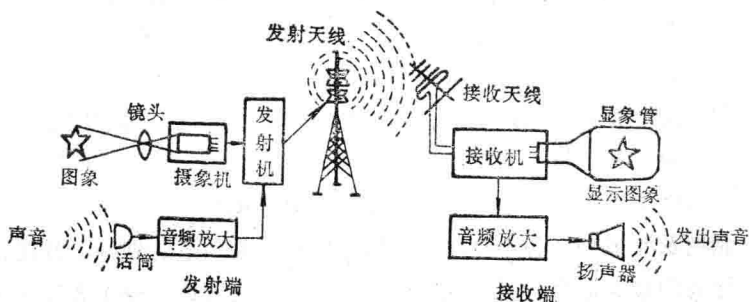 发射天线
镜头
发射机
接收天线
显象管
图象
摄象机
接收机
显示图象
声音
话筒
音频放大
音频放大
扬声器
发出声音
发射端
接收端